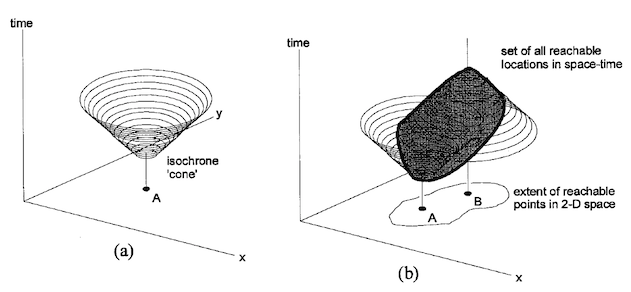 time
y
isochrone
'cone'
A
x
(a)
time
set of all reachable
locations in space-time
B
A
extent of reachable
points in 2-D space
x
(b)